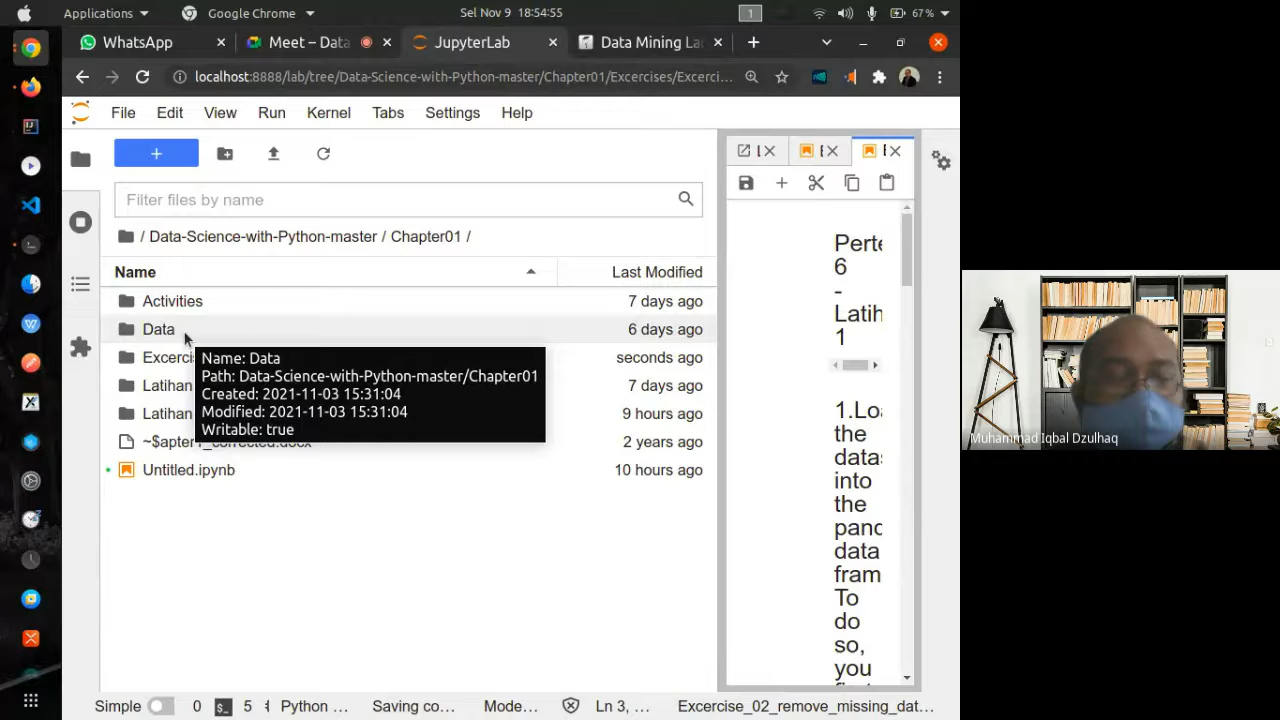 Applications
Google Chrome
Sel Nov 9 18:54:55
1
67%
WhatsApp
Meet – Data
JupyterLab
Data Mining La
localhost:8888/lab/tree/Data-Science-with-Python-master/Chapter01/Excercises/Excerci...
File Edit View Run Kernel Tabs Settings Help
Filter files by name
/ Data-Science-with-Python-master / Chapter01 /
Name Last Modified
Activities 7 days ago
Data 6 days ago
Excerci seconds ago
Latihan 7 days ago
Latihan 9 hours ago
2 years ago
Untitled.ipynb 10 hours ago
Name: Data
Path: Data-Science-with-Python-master/Chapter01
Created: 2021-11-03 15:31:04
Modified: 2021-11-03 15:31:04
Writable: true
Perte
6
-
Latih
1
1.Loa
the
datas
into
the
pand
data
fram
To
do
so,
you
Muhammad Iqbal Dzulhaq
Simple 0 5 Python ... Saving co... Mode... Ln 3, ... Excercise_02_remove_missing_dat...